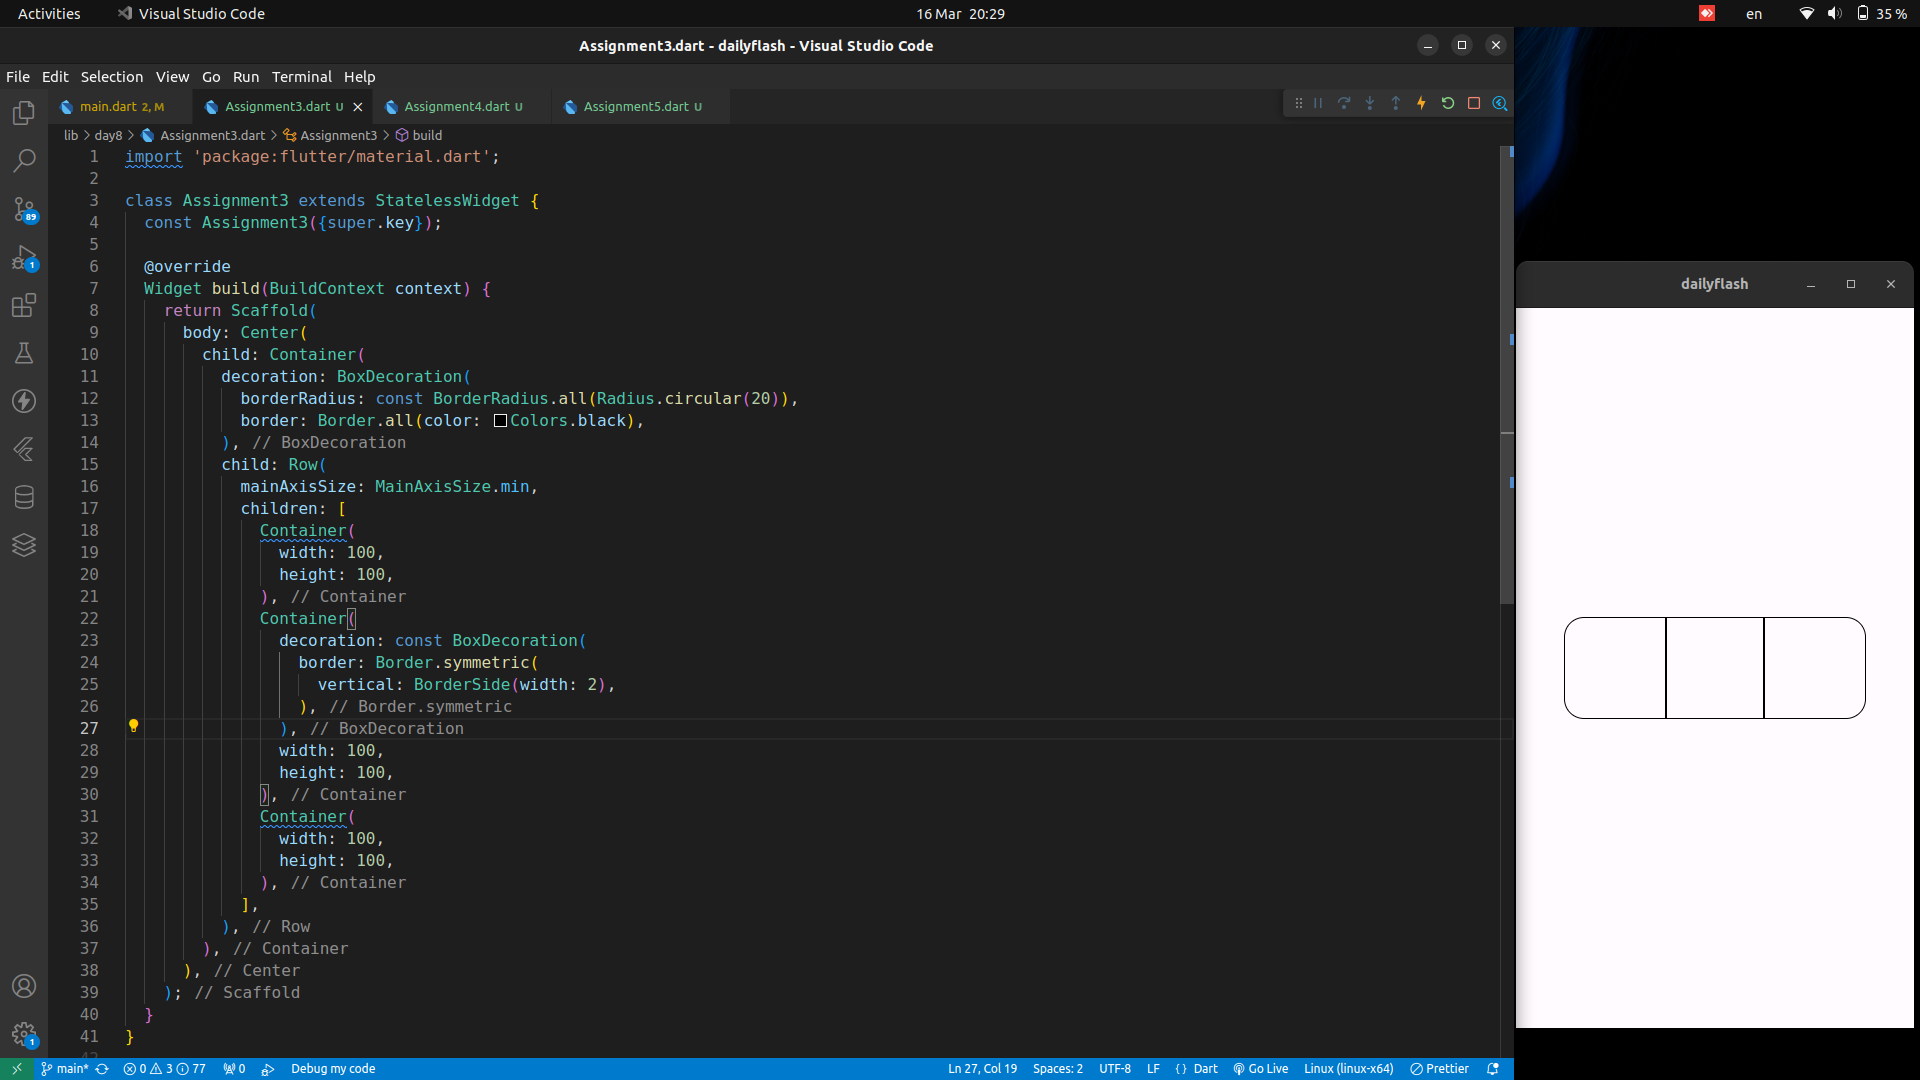 Activities Visual Studio Code 16 Mar 20:29 en 35 %
Assignment3.dart - dailyflash - Visual Studio Code
File Edit Selection View Go Run Terminal Help
main.dart 2, M Assignment3.dart U Assignment4.dart U Assignment5.dart U
lib > day8 > Assignment3.dart > Assignment3 > build
1 import 'package:flutter/material.dart';
2
3 class Assignment3 extends StatelessWidget {
4 const Assignment3({super.key});
5
6 @override
7 Widget build(BuildContext context) {
8 return Scaffold(
9 body: Center(
10 child: Container(
11 decoration: BoxDecoration(
12 borderRadius: const BorderRadius.all(Radius.circular(20)),
13 border: Border.all(color: Colors.black),
14 ), // BoxDecoration
15 child: Row(
16 mainAxisSize: MainAxisSize.min,
17 children: [
18 Container(
19 width: 100,
20 height: 100,
21 ), // Container
22 Container(
23 decoration: const BoxDecoration(
24 border: Border.symmetric(
25 vertical: BorderSide(width: 2),
26 ), // Border.symmetric
27 ), // BoxDecoration
28 width: 100,
29 height: 100,
30 ), // Container
31 Container(
32 width: 100,
33 height: 100,
34 ), // Container
35 ],
36 ), // Row
37 ), // Container
38 ), // Center
39 ); // Scaffold
40 }
41 }
42
89
1
1
dailyflash
main* 0 3 77 0 Debug my code Ln 27, Col 19 Spaces: 2 UTF-8 LF {} Dart Go Live Linux (linux-x64) Prettier